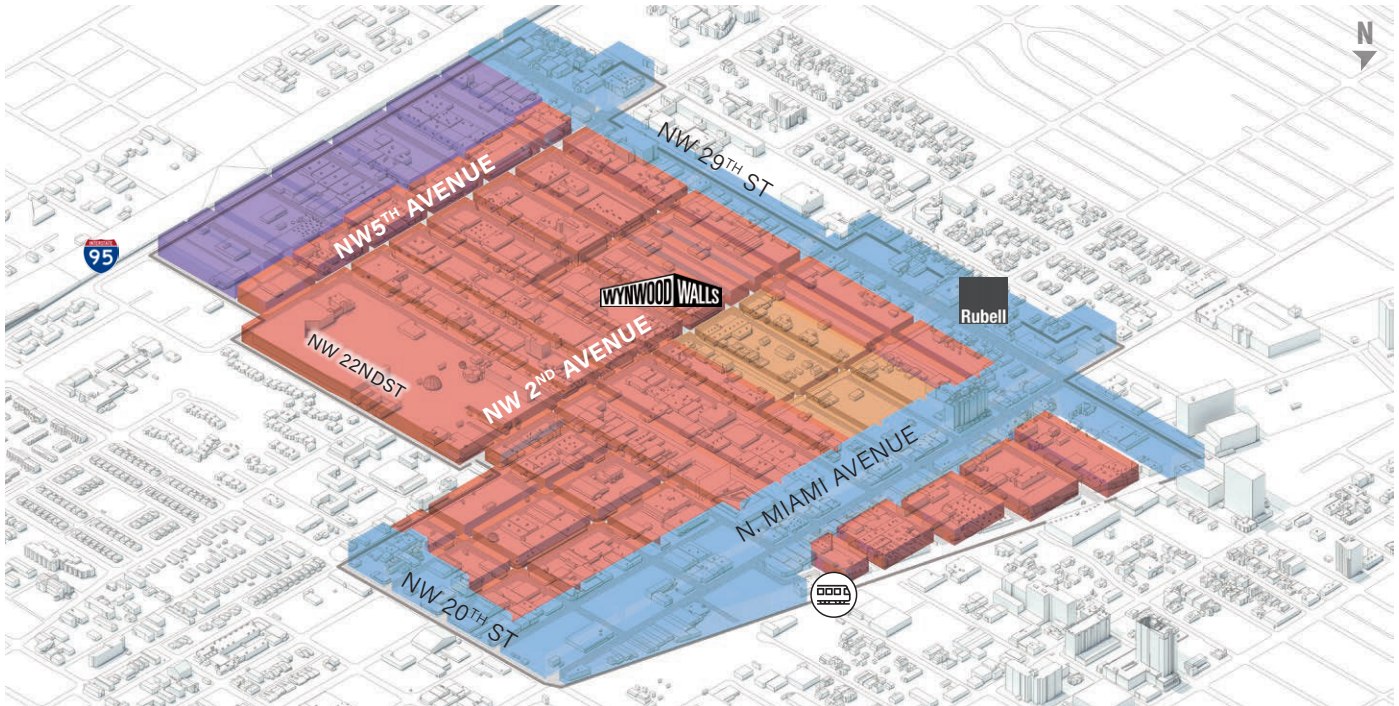 N
NW 29TH ST
NW5TH AVENUE
INTERSTATE
95
WYNWOOD WALLS
Rubell
NW 2ND AVENUE
NW 22NDST
N. MIAMI AVENUE
NW 20TH ST